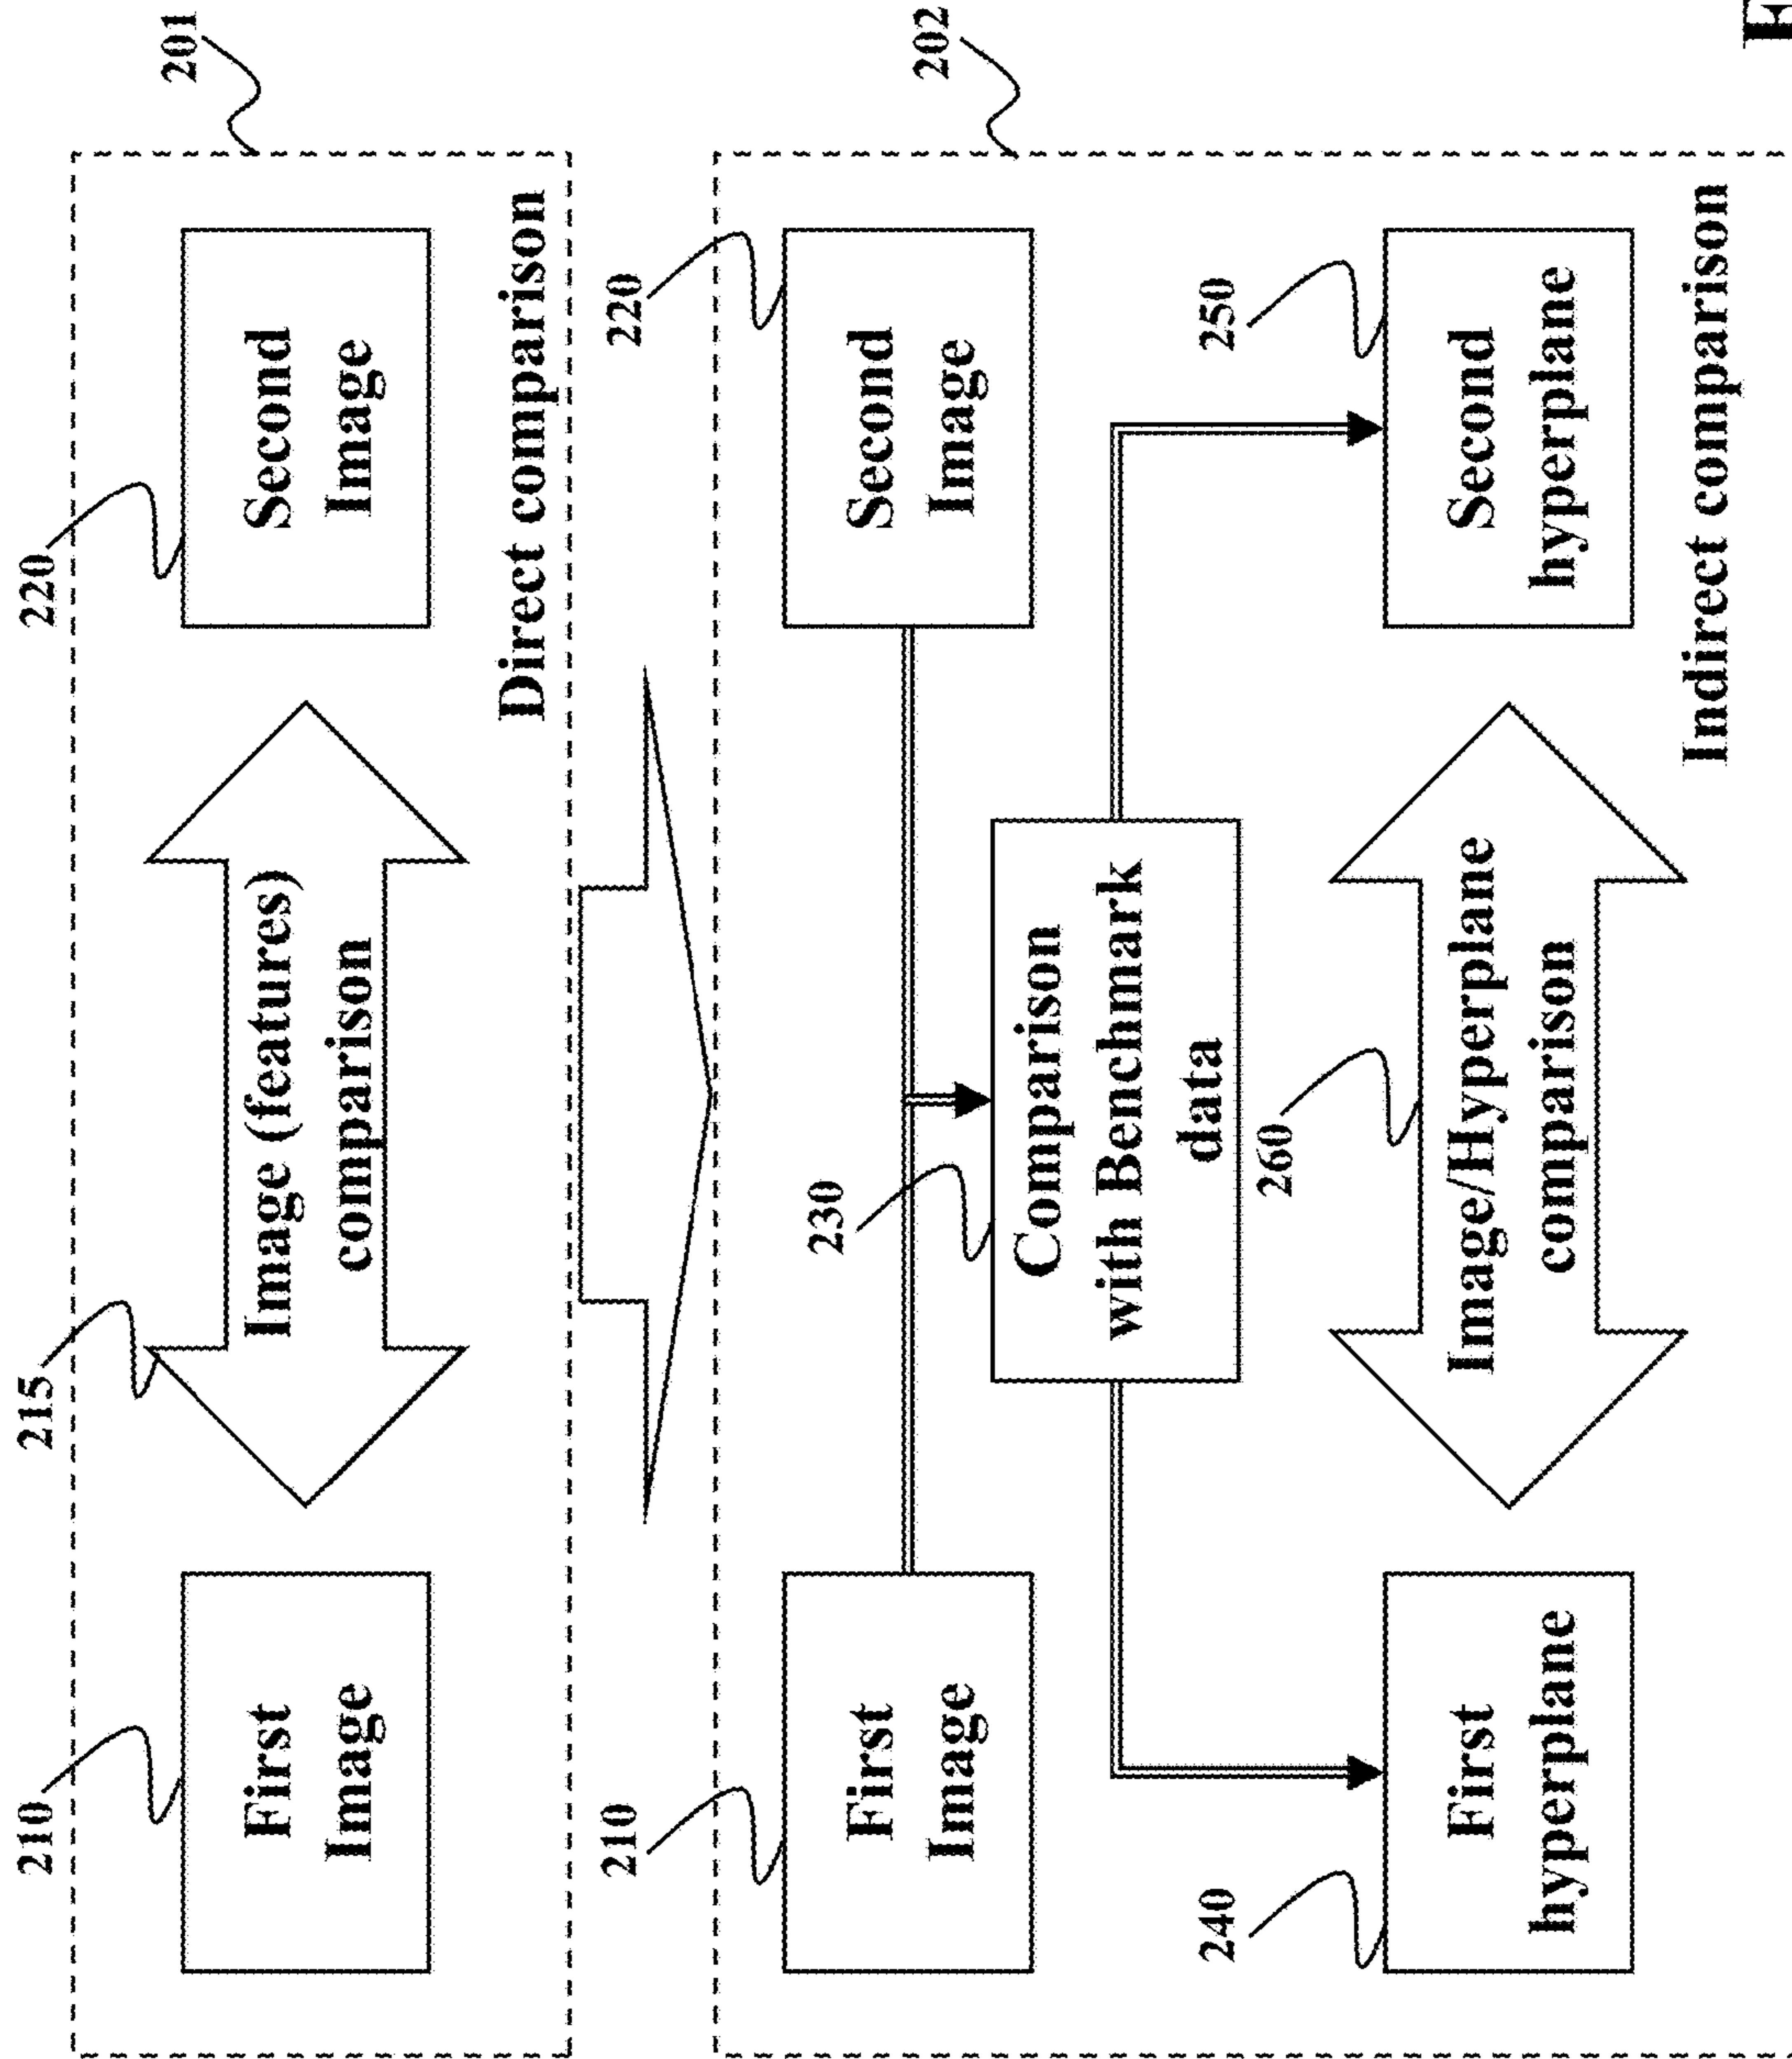 201
210
215
220
First
Image
Image (features)
comparison
Second
Image
Direct comparison
202
210
220
First
Image
Second
Image
230
Comparison
with Benchmark
data
240
250
260
First
hyperplane
Image/Hyperplane
comparison
Second
hyperplane
Indirect comparison